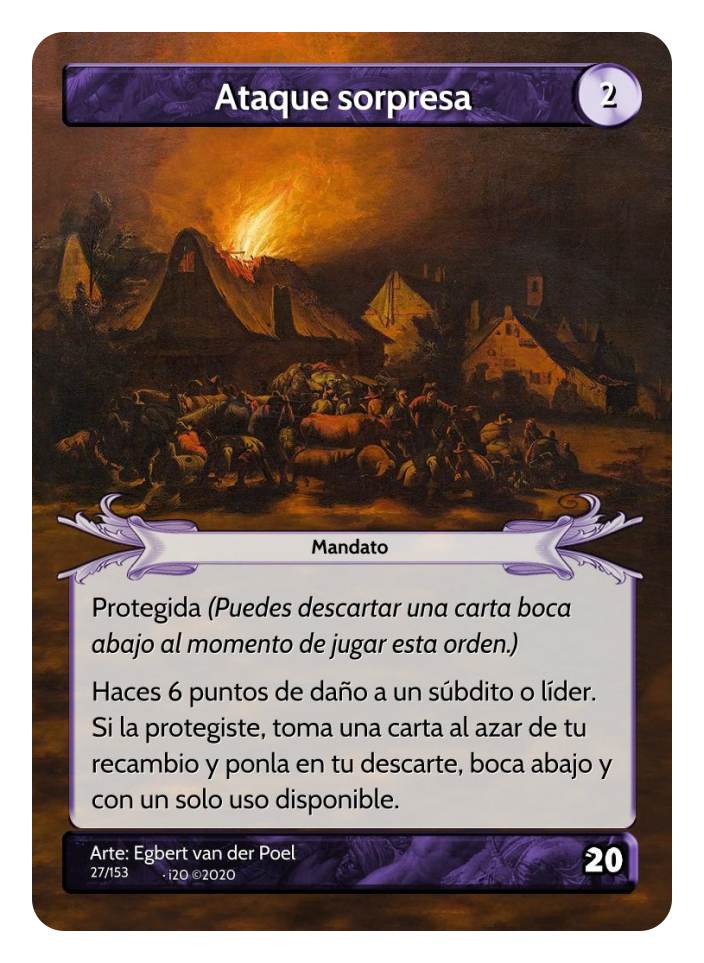 Ataque sorpresa
2
Mandato
Protegida (Puedes descartar una carta boca
abajo al momento de jugar esta orden.)
Haces 6 puntos de daño a un súbdito o líder.
Si la protegiste, toma una carta al azar de tu
recambio y ponla en tu descarte, boca abajo y
con un solo uso disponible.
Arte: Egbert van der Poel
27/153 · i20 ©2020
20